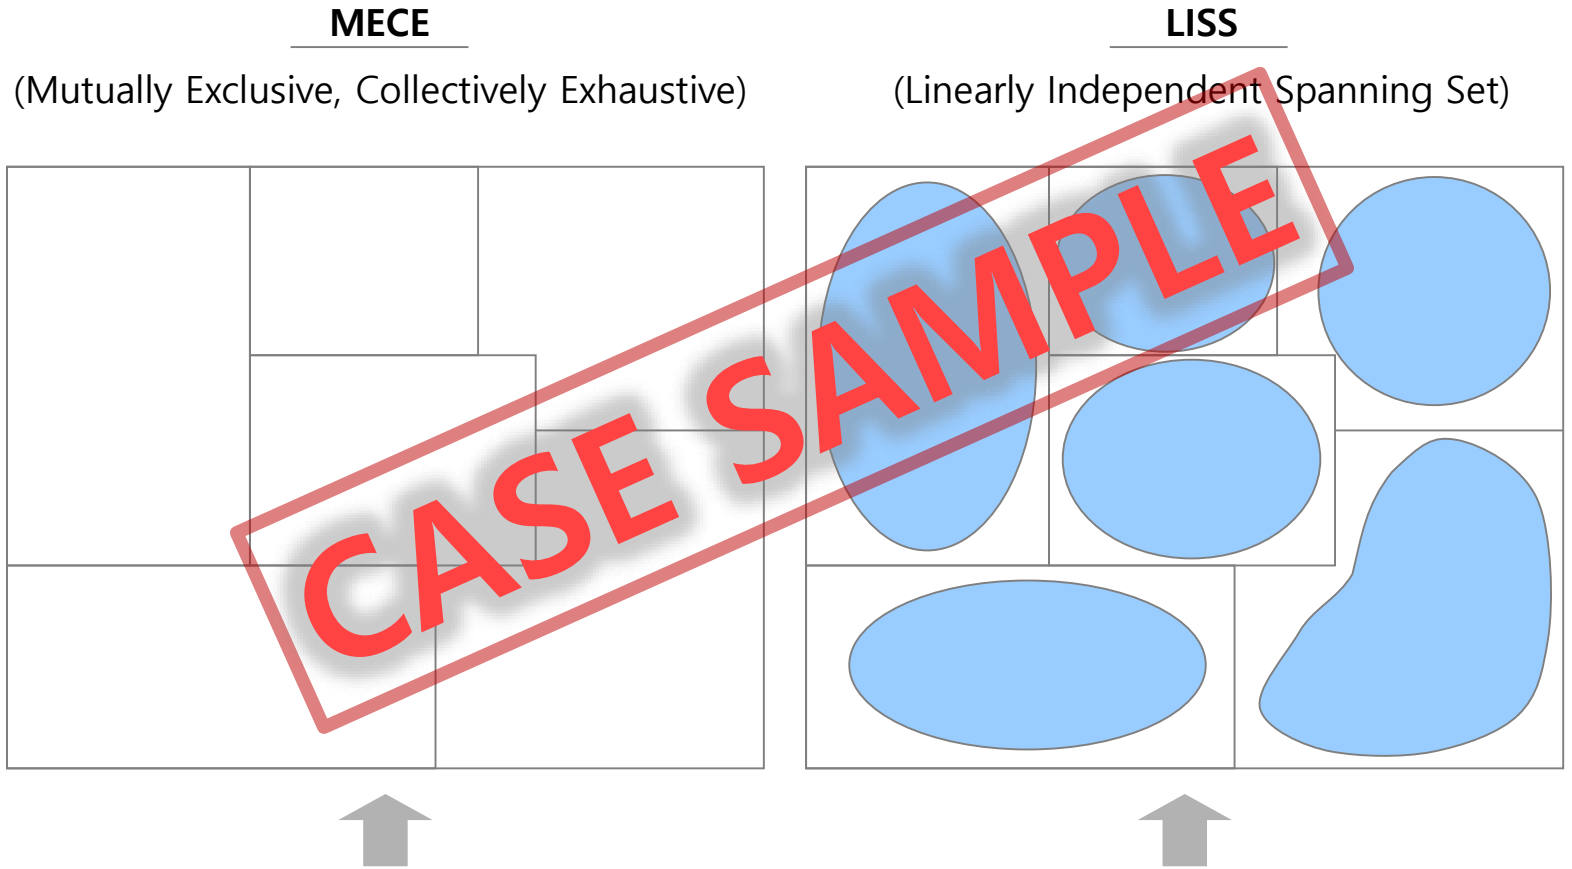 MECE
(Mutually Exclusive, Collectively Exhaustive)
LISS
(Linearly Independent Spanning Set)
CASE SAMPLE